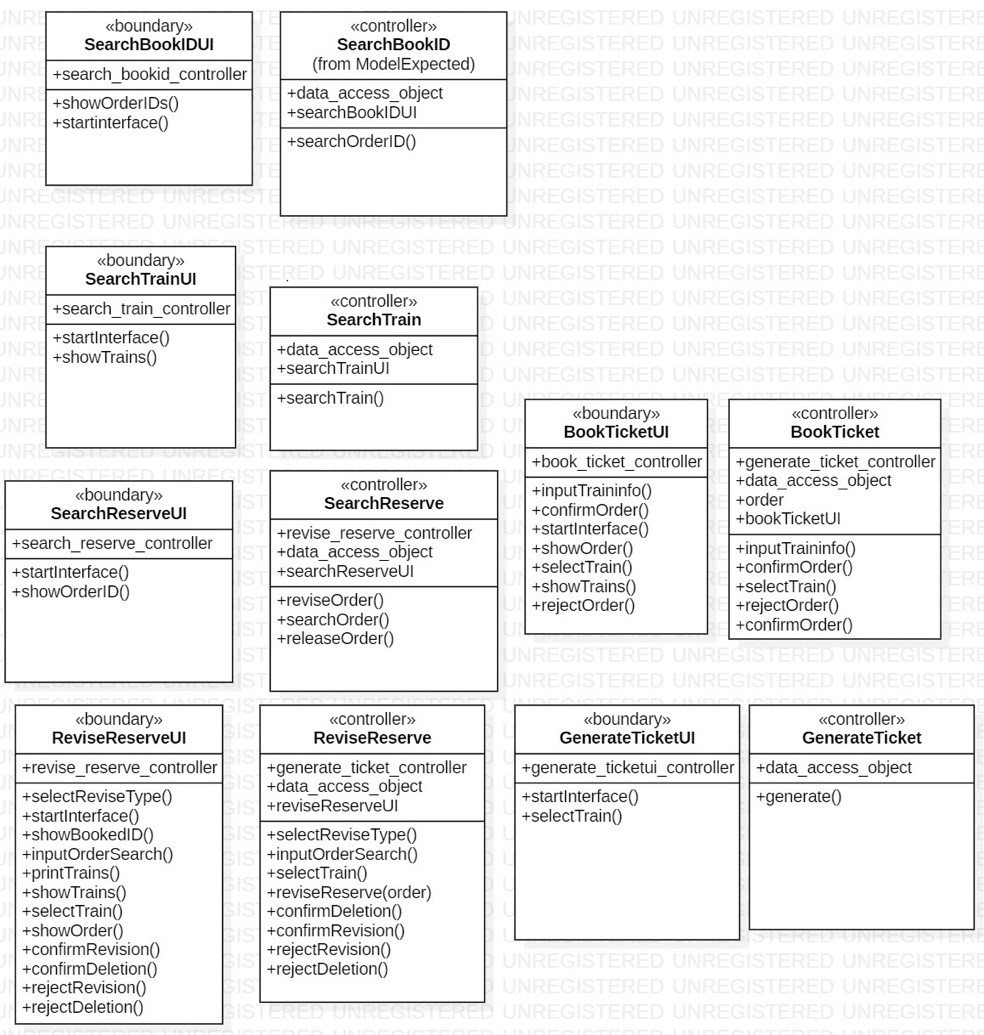 «boundary»
SearchBookIDUI
+search_bookid_controller
+showOrderIDs()
+startinterface()
«controller»
SearchBookID
(from ModelExpected)
+data_access_object
+searchBookIDUI
+searchOrderID()
«boundary»
SearchTrainUI
+search_train_controller
+startInterface()
+showTrains()
«controller»
SearchTrain
+data_access_object
+searchTrainUI
+searchTrain()
«boundary»
BookTicketUI
+book_ticket_controller
+inputTraininfo()
+confirmOrder()
+startInterface()
+showOrder()
+selectTrain()
+showTrains()
+rejectOrder()
«controller»
BookTicket
+generate_ticket_controller
+data_access_object
+order
+bookTicketUI
+inputTraininfo()
+confirmOrder()
+selectTrain()
+rejectOrder()
+confirmOrder()
«boundary»
SearchReserveUI
+search_reserve_controller
+startInterface()
+showOrderID()
«controller»
SearchReserve
+revise_reserve_controller
+data_access_object
+searchReserveUI
+reviseOrder()
+searchOrder()
+releaseOrder()
«boundary»
ReviseReserveUI
+revise_reserve_controller
+selectReviseType()
+startInterface()
+showBookedID()
+inputOrderSearch()
+printTrains()
+showTrains()
+selectTrain()
+showOrder()
+confirmRevision()
+confirmDeletion()
+rejectRevision()
+rejectDeletion()
«controller»
ReviseReserve
+generate_ticket_controller
+data_access_object
+reviseReserveUI
+selectReviseType()
+inputOrderSearch()
+selectTrain()
+reviseReserve(order)
+confirmDeletion()
+confirmRevision()
+rejectRevision()
+rejectDeletion()
«boundary»
GenerateTicketUI
+generate_ticketui_controller
+startInterface()
+selectTrain()
«controller»
GenerateTicket
+data_access_object
+generate()
UNREGISTERED